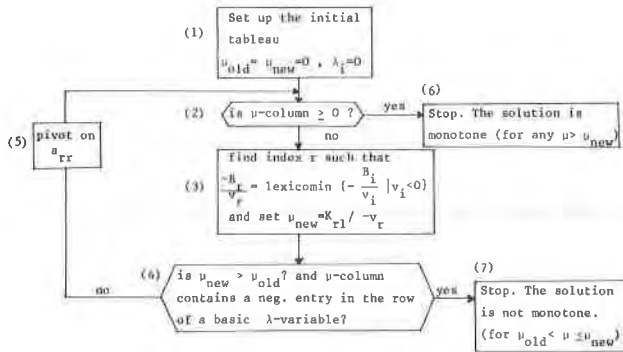 (1)
Set up the initial
tableau
μold= μnew=0 , λi=0
(2)
is μ-column ≥ 0 ?
yes
no
(6)
Stop. The solution is
monotone (for any μ> μnew)
(5)
pivot on
arr
(3)
find index r such that
= lexicomin {- Bi/vi |vi<0}
and set μnew=Kr1/ -vr
(4)
is μnew > μold? and μ-column
contains a neg. entry in the row
of a basic λ-variable?
no
yes
(7)
Stop. The solution
is not monotone.
(for μold< μ ≤μnew)